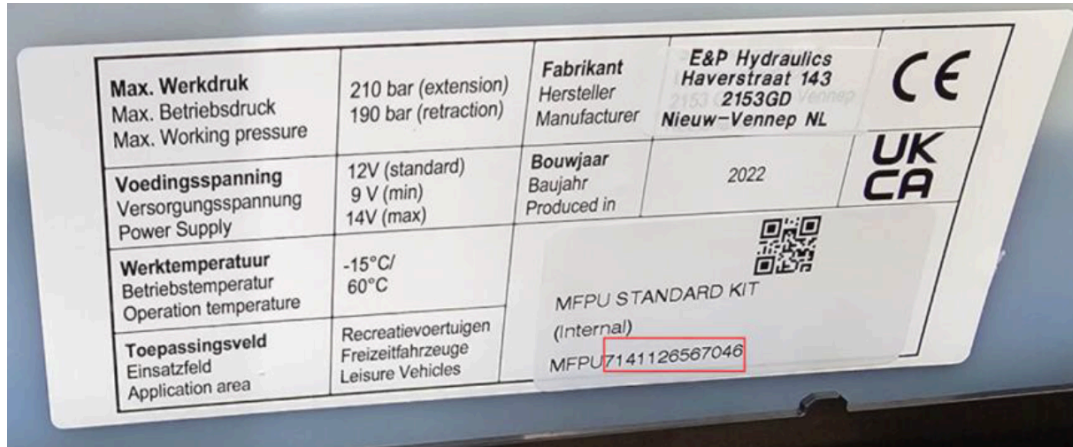 Max. Werkdruk
Max. Betriebsdruck
Max. Working pressure
210 bar (extension)
190 bar (retraction)
Fabrikant
Hersteller
Manufacturer
E&P Hydraulics
Haverstraat 143
2153GD
Nieuw-Vennep NL
CE
Voedingsspanning
Versorgungsspannung
Power Supply
12V (standard)
9 V (min)
14V (max)
Bouwjaar
Baujahr
Produced in
2022
UK
CA
Werktemperatuur
Betriebstemperatur
Operation temperature
-15°C/
60°C
Toepassingsveld
Einsatzfeld
Application area
Recreatievoertuigen
Freizeitfahrzeuge
Leisure Vehicles
MFPU STANDARD KIT
(Internal)
MFPU7141126567046